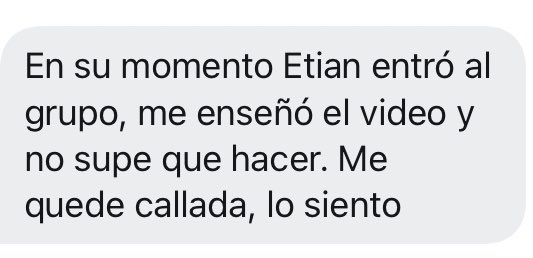 En su momento Etian entró al
grupo, me enseñó el video y
no supe que hacer. Me
quede callada, lo siento